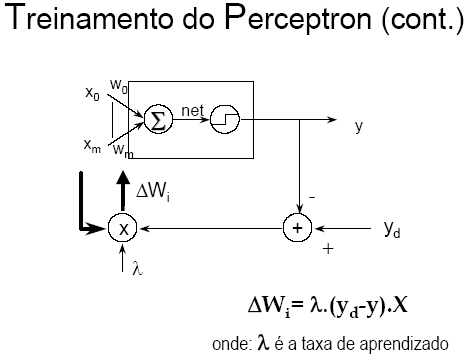 Treinamento do Perceptron (cont.)
x0 w0
Σ net
y
xm wm
ΔWi
-
x
+
yd
+
λ
ΔWi= λ.(yd-y).X
onde: λ é a taxa de aprendizado